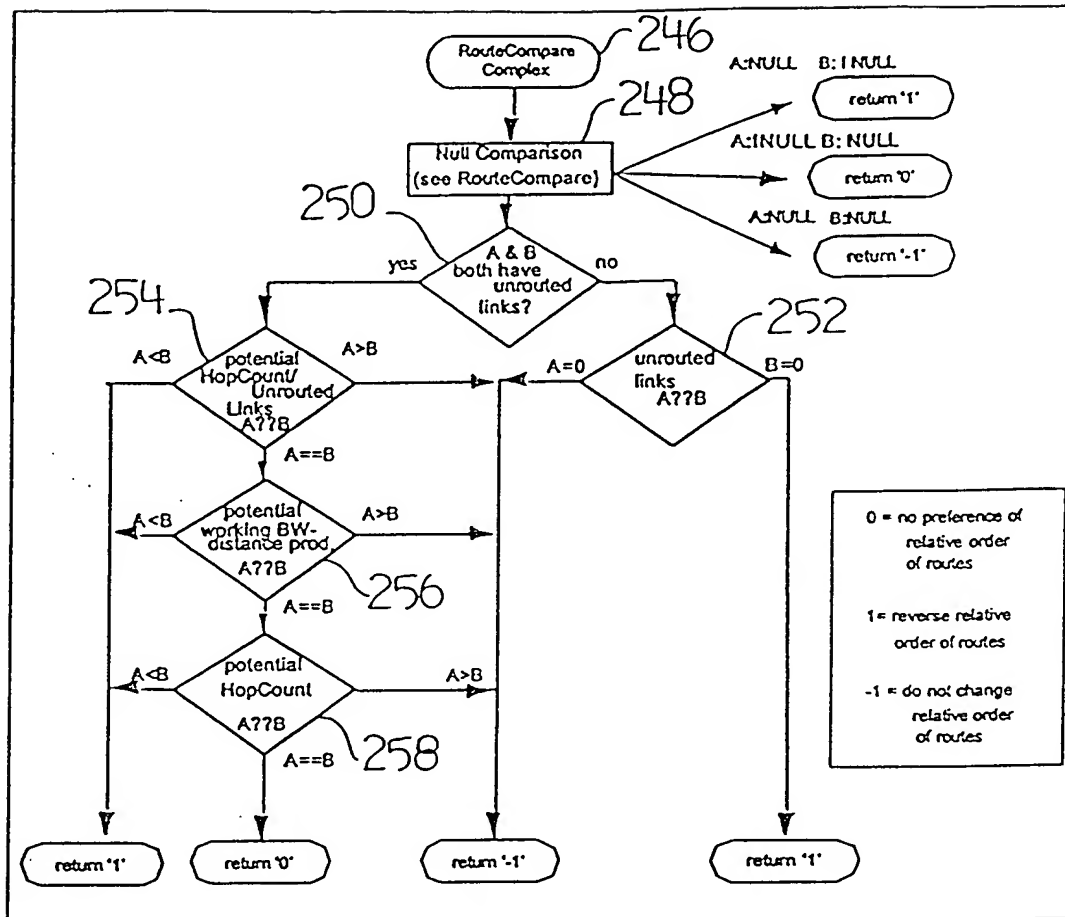 RouteCompare
Complex
246
A:NULL B:!NULL
return '1'
248
Null Comparison
(see RouteCompare)
A:!NULL B:NULL
return '0'
A:NULL B:NULL
return '-1'
250
A & B
both have
unrouted
links?
yes
no
254
potential
HopCount/
Unrouted
Links
A??B
A<B
A>B
A==B
252
unrouted
links
A??B
A=0
B=0
potential
working BW-
distance prod.
A??B
A<B
A>B
A==B
256
potential
HopCount
A??B
A<B
A>B
A==B
258
return '1'
return '0'
return '-1'
return '1'
0 = no preference of
relative order
of routes
1= reverse relative
order of routes
-1 = do not change
relative order
of routes